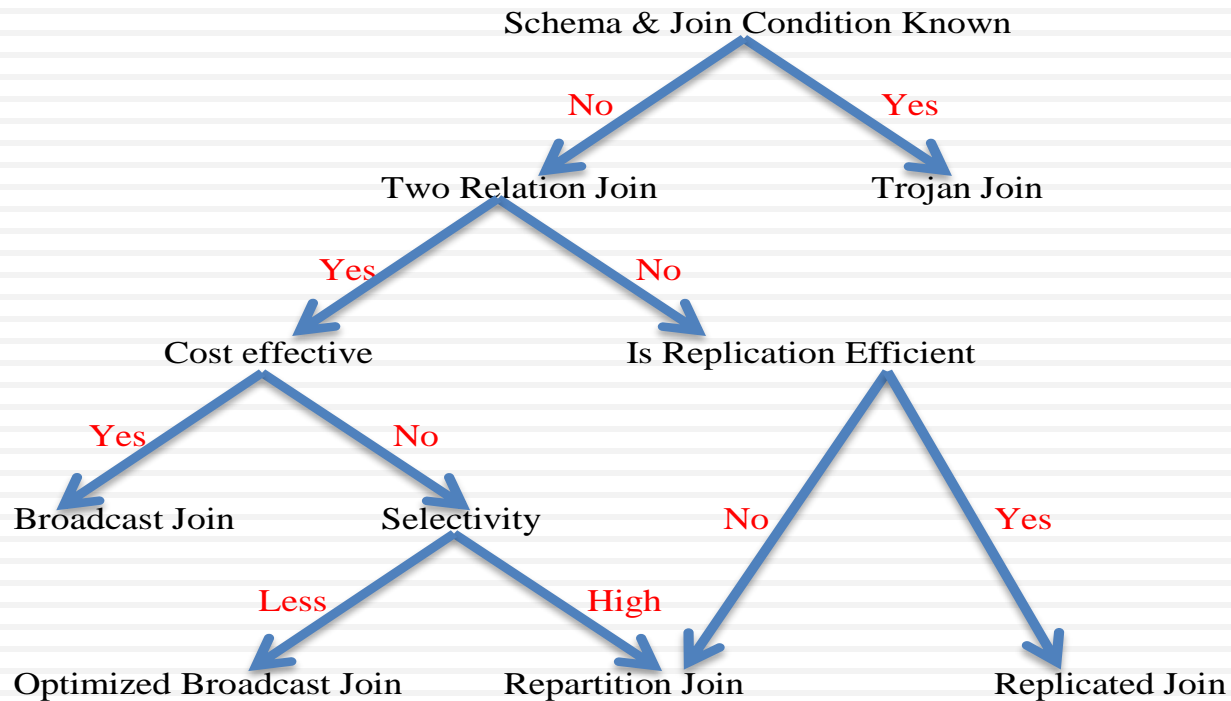 Schema & Join Condition Known
No
Yes
Two Relation Join
Trojan Join
Yes
No
Cost effective
Is Replication Efficient
Yes
No
Broadcast Join
Selectivity
No
Yes
Less
High
Optimized Broadcast Join
Repartition Join
Replicated Join